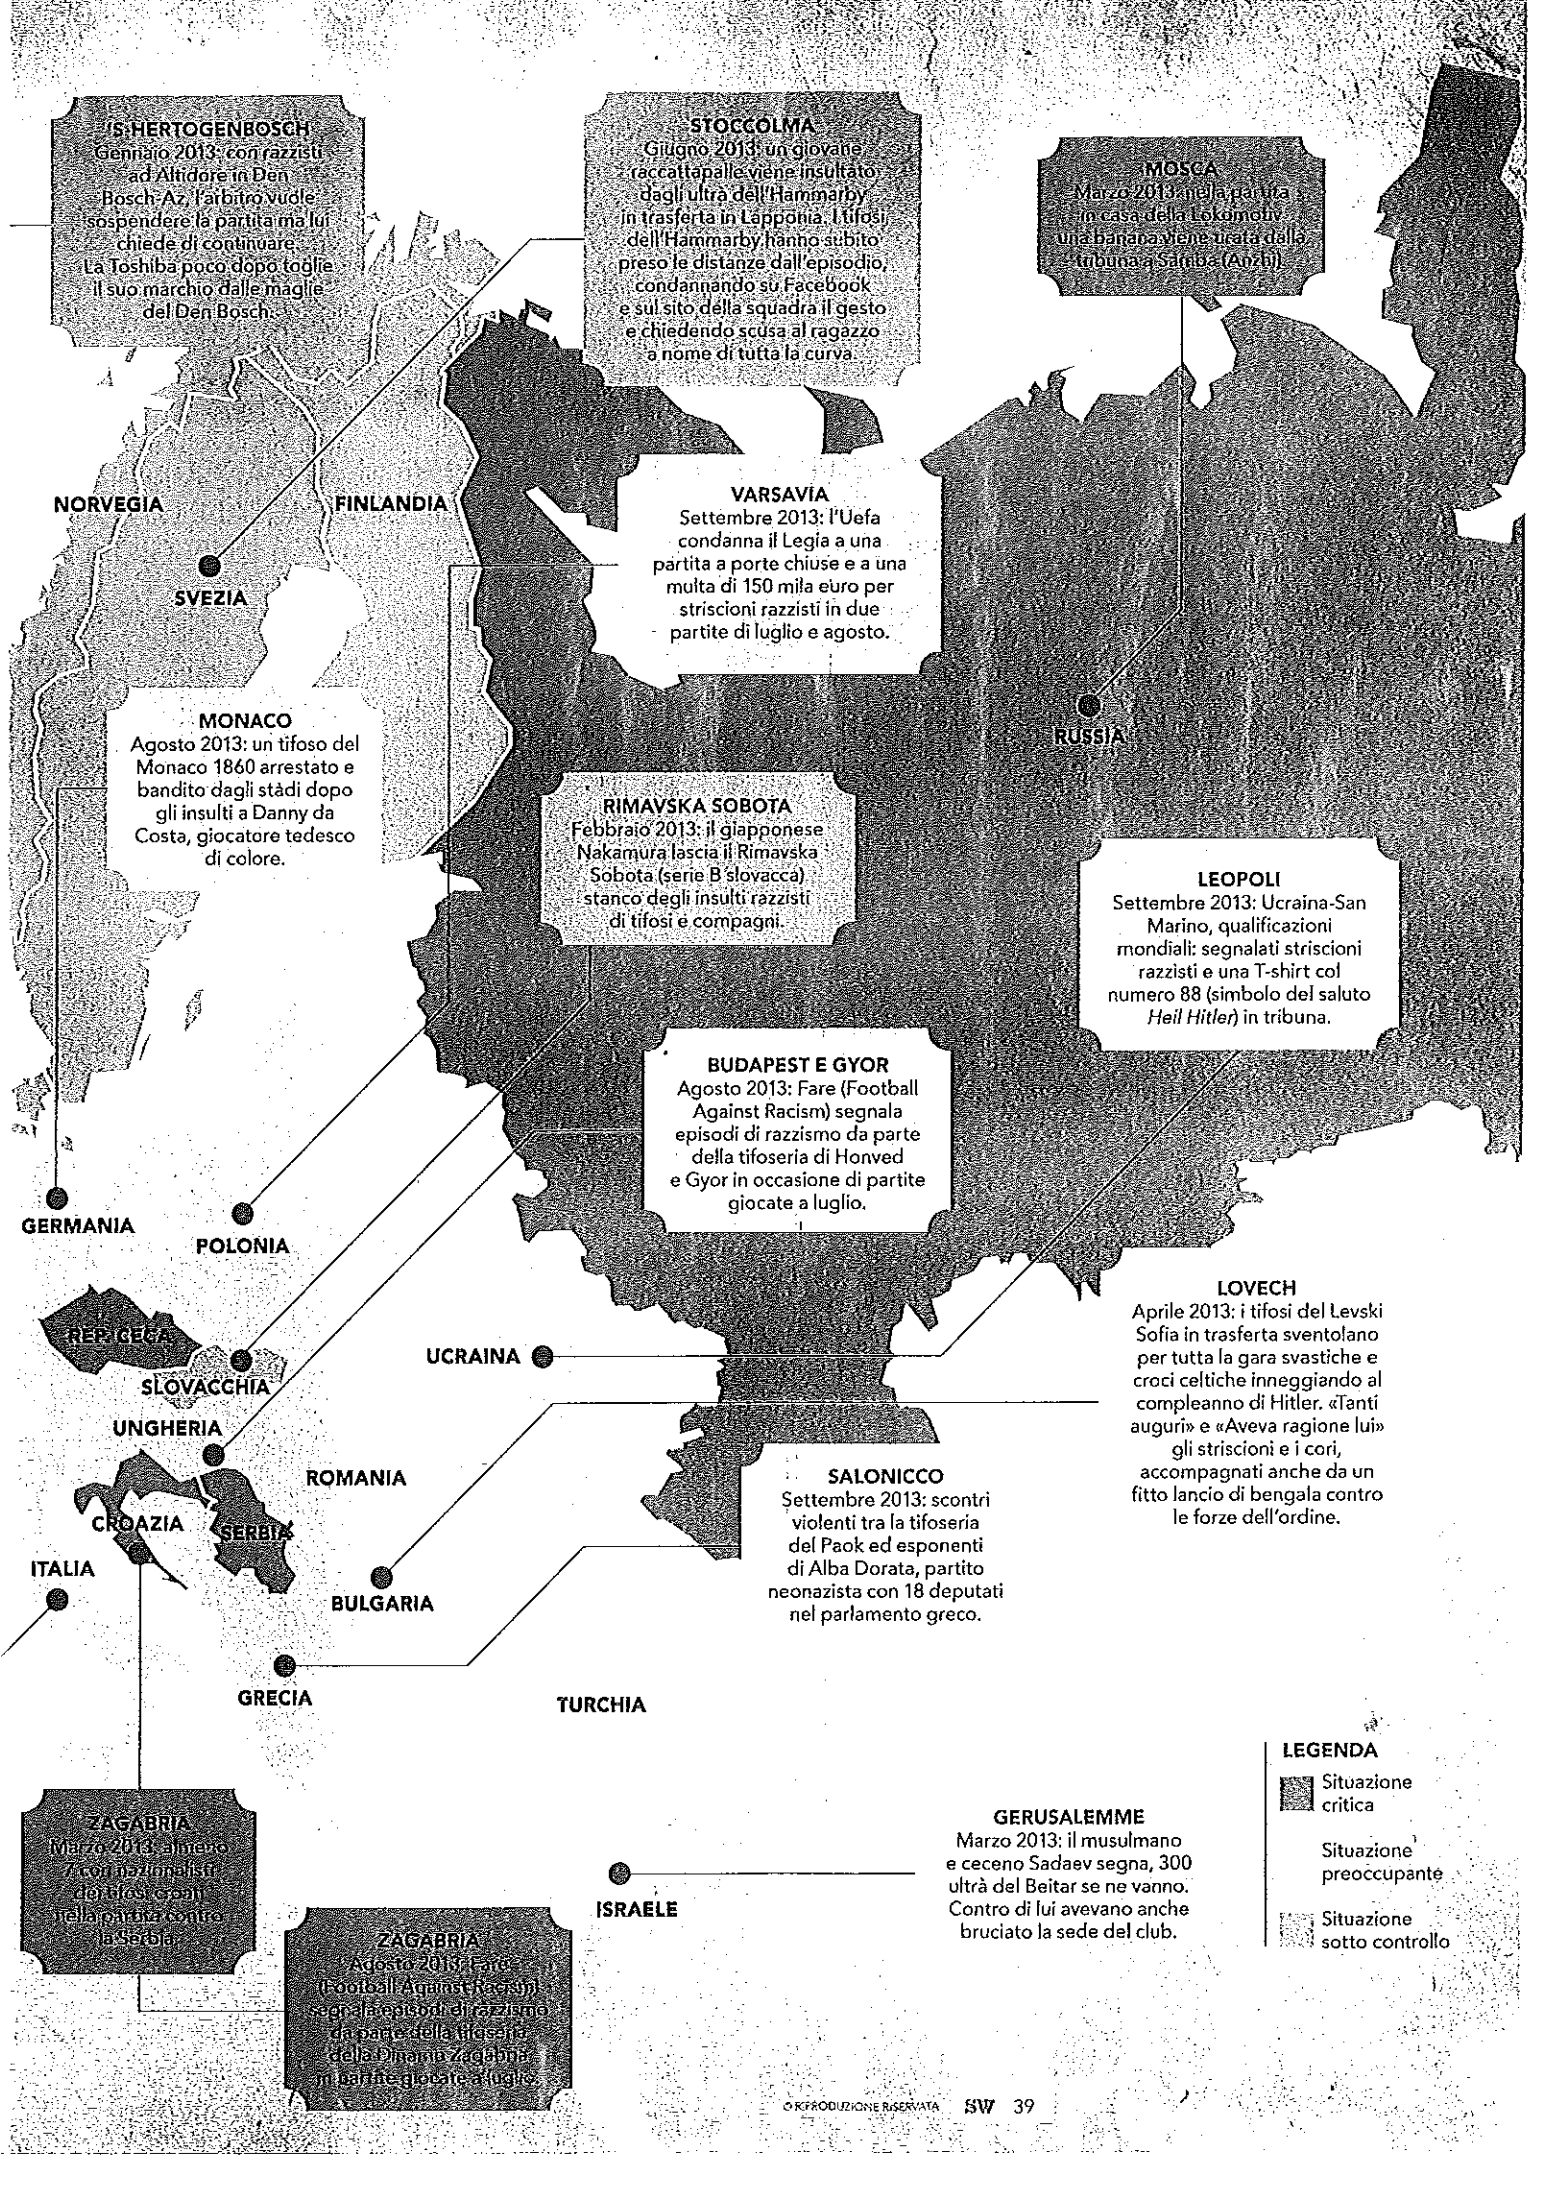 'S-HERTOGENBOSCH
Gennaio 2013: cori razzisti
ad Altidore in Den
Bosch-Az, l'arbitro vuole
sospendere la partita ma lui
chiede di continuare.
La Toshiba poco dopo toglie
il suo marchio dalle maglie
del Den Bosch.
STOCCOLMA
Giugno 2013: un giovane
raccattapalle viene insultato
dagli ultrà dell'Hammarby
in trasferta in Lapponia. I tifosi
dell'Hammarby hanno subito
preso le distanze dall'episodio,
condannando su Facebook
e sul sito della squadra il gesto
e chiedendo scusa al ragazzo
a nome di tutta la curva.
MOSCA
Marzo 2013: nella partita
in casa della Lokomotiv
una banana viene tirata dalla
tribuna a Samba (Anzhi).
NORVEGIA
FINLANDIA
SVEZIA
VARSAVIA
Settembre 2013: l'Uefa
condanna il Legia a una
partita a porte chiuse e a una
multa di 150 mila euro per
striscioni razzisti in due
partite di luglio e agosto.
RUSSIA
MONACO
Agosto 2013: un tifoso del
Monaco 1860 arrestato e
bandito dagli stadi dopo
gli insulti a Danny da
Costa, giocatore tedesco
di colore.
RIMAVSKA SOBOTA
Febbraio 2013: il giapponese
Nakamura lascia il Rimavska
Sobota (serie B slovacca)
stanco degli insulti razzisti
di tifosi e compagni.
LEOPOLI
Settembre 2013: Ucraina-San
Marino, qualificazioni
mondiali: segnalati striscioni
razzisti e una T-shirt col
numero 88 (simbolo del saluto
Heil Hitler) in tribuna.
BUDAPEST E GYOR
Agosto 2013: Fare (Football
Against Racism) segnala
episodi di razzismo da parte
della tifoseria di Honved
e Gyor in occasione di partite
giocate a luglio.
GERMANIA
POLONIA
REP. CECA
SLOVACCHIA
UCRAINA
UNGHERIA
ROMANIA
CROAZIA
SERBIA
ITALIA
BULGARIA
GRECIA
TURCHIA
LOVECH
Aprile 2013: i tifosi del Levski
Sofia in trasferta sventolano
per tutta la gara svastiche e
croci celtiche inneggiando al
compleanno di Hitler. «Tanti
auguri» e «Aveva ragione lui»
gli striscioni e i cori,
accompagnati anche da un
fitto lancio di bengala contro
le forze dell'ordine.
SALONICCO
Settembre 2013: scontri
violenti tra la tifoseria
del Paok ed esponenti
di Alba Dorata, partito
neonazista con 18 deputati
nel parlamento greco.
ZAGABRIA
Marzo 2013: almeno
7 cori nazionalisti
dei tifosi croati
nella partita contro
la Serbia.
ZAGABRIA
Agosto 2013: Fare
(Football Against Racism)
segnala episodi di razzismo
da parte della tifoseria
della Dinamo Zagabria
in partite giocate a luglio.
ISRAELE
GERUSALEMME
Marzo 2013: il musulmano
e ceceno Sadaev segna, 300
ultrà del Beitar se ne vanno.
Contro di lui avevano anche
bruciato la sede del club.
LEGENDA
Situazione
critica
Situazione
preoccupante
Situazione
sotto controllo
© RIPRODUZIONE RISERVATA SW 39